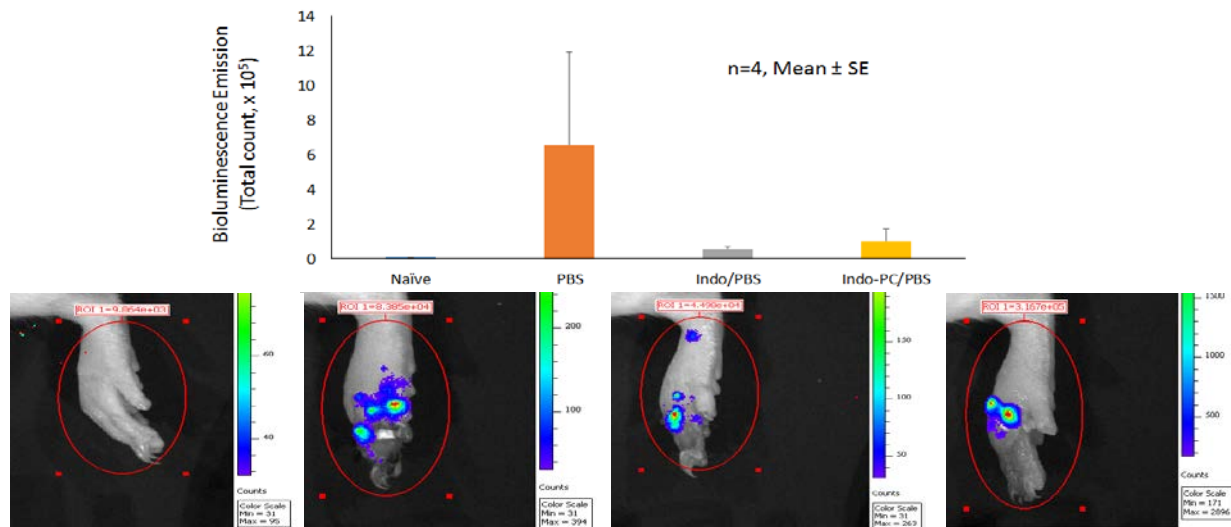 Bioluminescence Emission
(Total count, x 10⁵)
14
12
10
8
6
4
2
0
n=4, Mean ± SE
Naïve
PBS
Indo/PBS
Indo-PC/PBS
ROI 1=9.864e+03
60
40
Counts
Color Scale
Min = 31
Max = 95
ROI 1=8.385e+04
200
100
Counts
Color Scale
Min = 31
Max = 394
ROI 1=4.498e+04
150
100
50
Counts
Color Scale
Min = 31
Max = 263
ROI 1=3.167e+05
1500
1000
500
Counts
Color Scale
Min = 171
Max = 2896